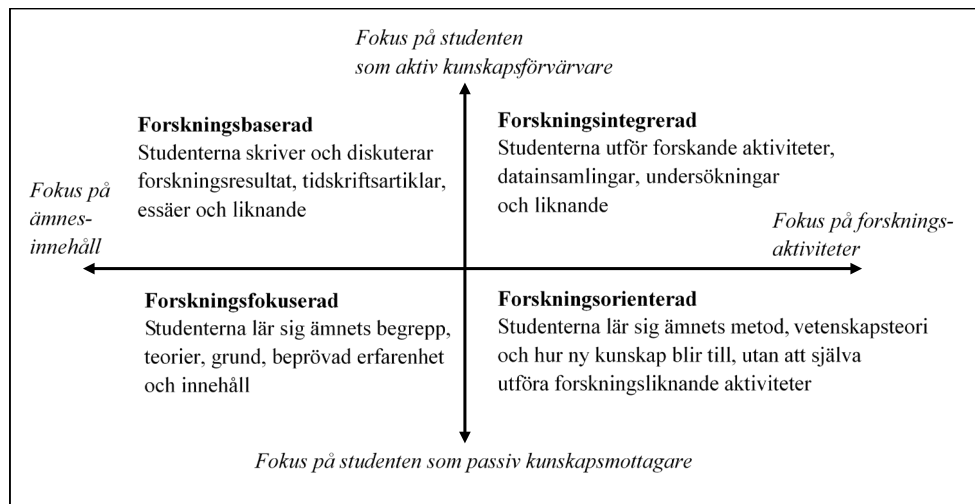 Fokus på studenten
som aktiv kunskapsförvärvare
Forskningsbaserad
Studenterna skriver och diskuterar
forskningsresultat, tidskriftsartiklar,
essäer och liknande
Forskningsintegrerad
Studenterna utför forskande aktiviteter,
datainsamlingar, undersökningar
och liknande
Fokus på
ämnes-
innehåll
Fokus på forsknings-
aktiviteter
Forskningsfokuserad
Studenterna lär sig ämnets begrepp,
teorier, grund, beprövad erfarenhet
och innehåll
Forskningsorienterad
Studenterna lär sig ämnets metod, vetenskapsteori
och hur ny kunskap blir till, utan att själva
utföra forskningsliknande aktiviteter
Fokus på studenten som passiv kunskapsmottagare